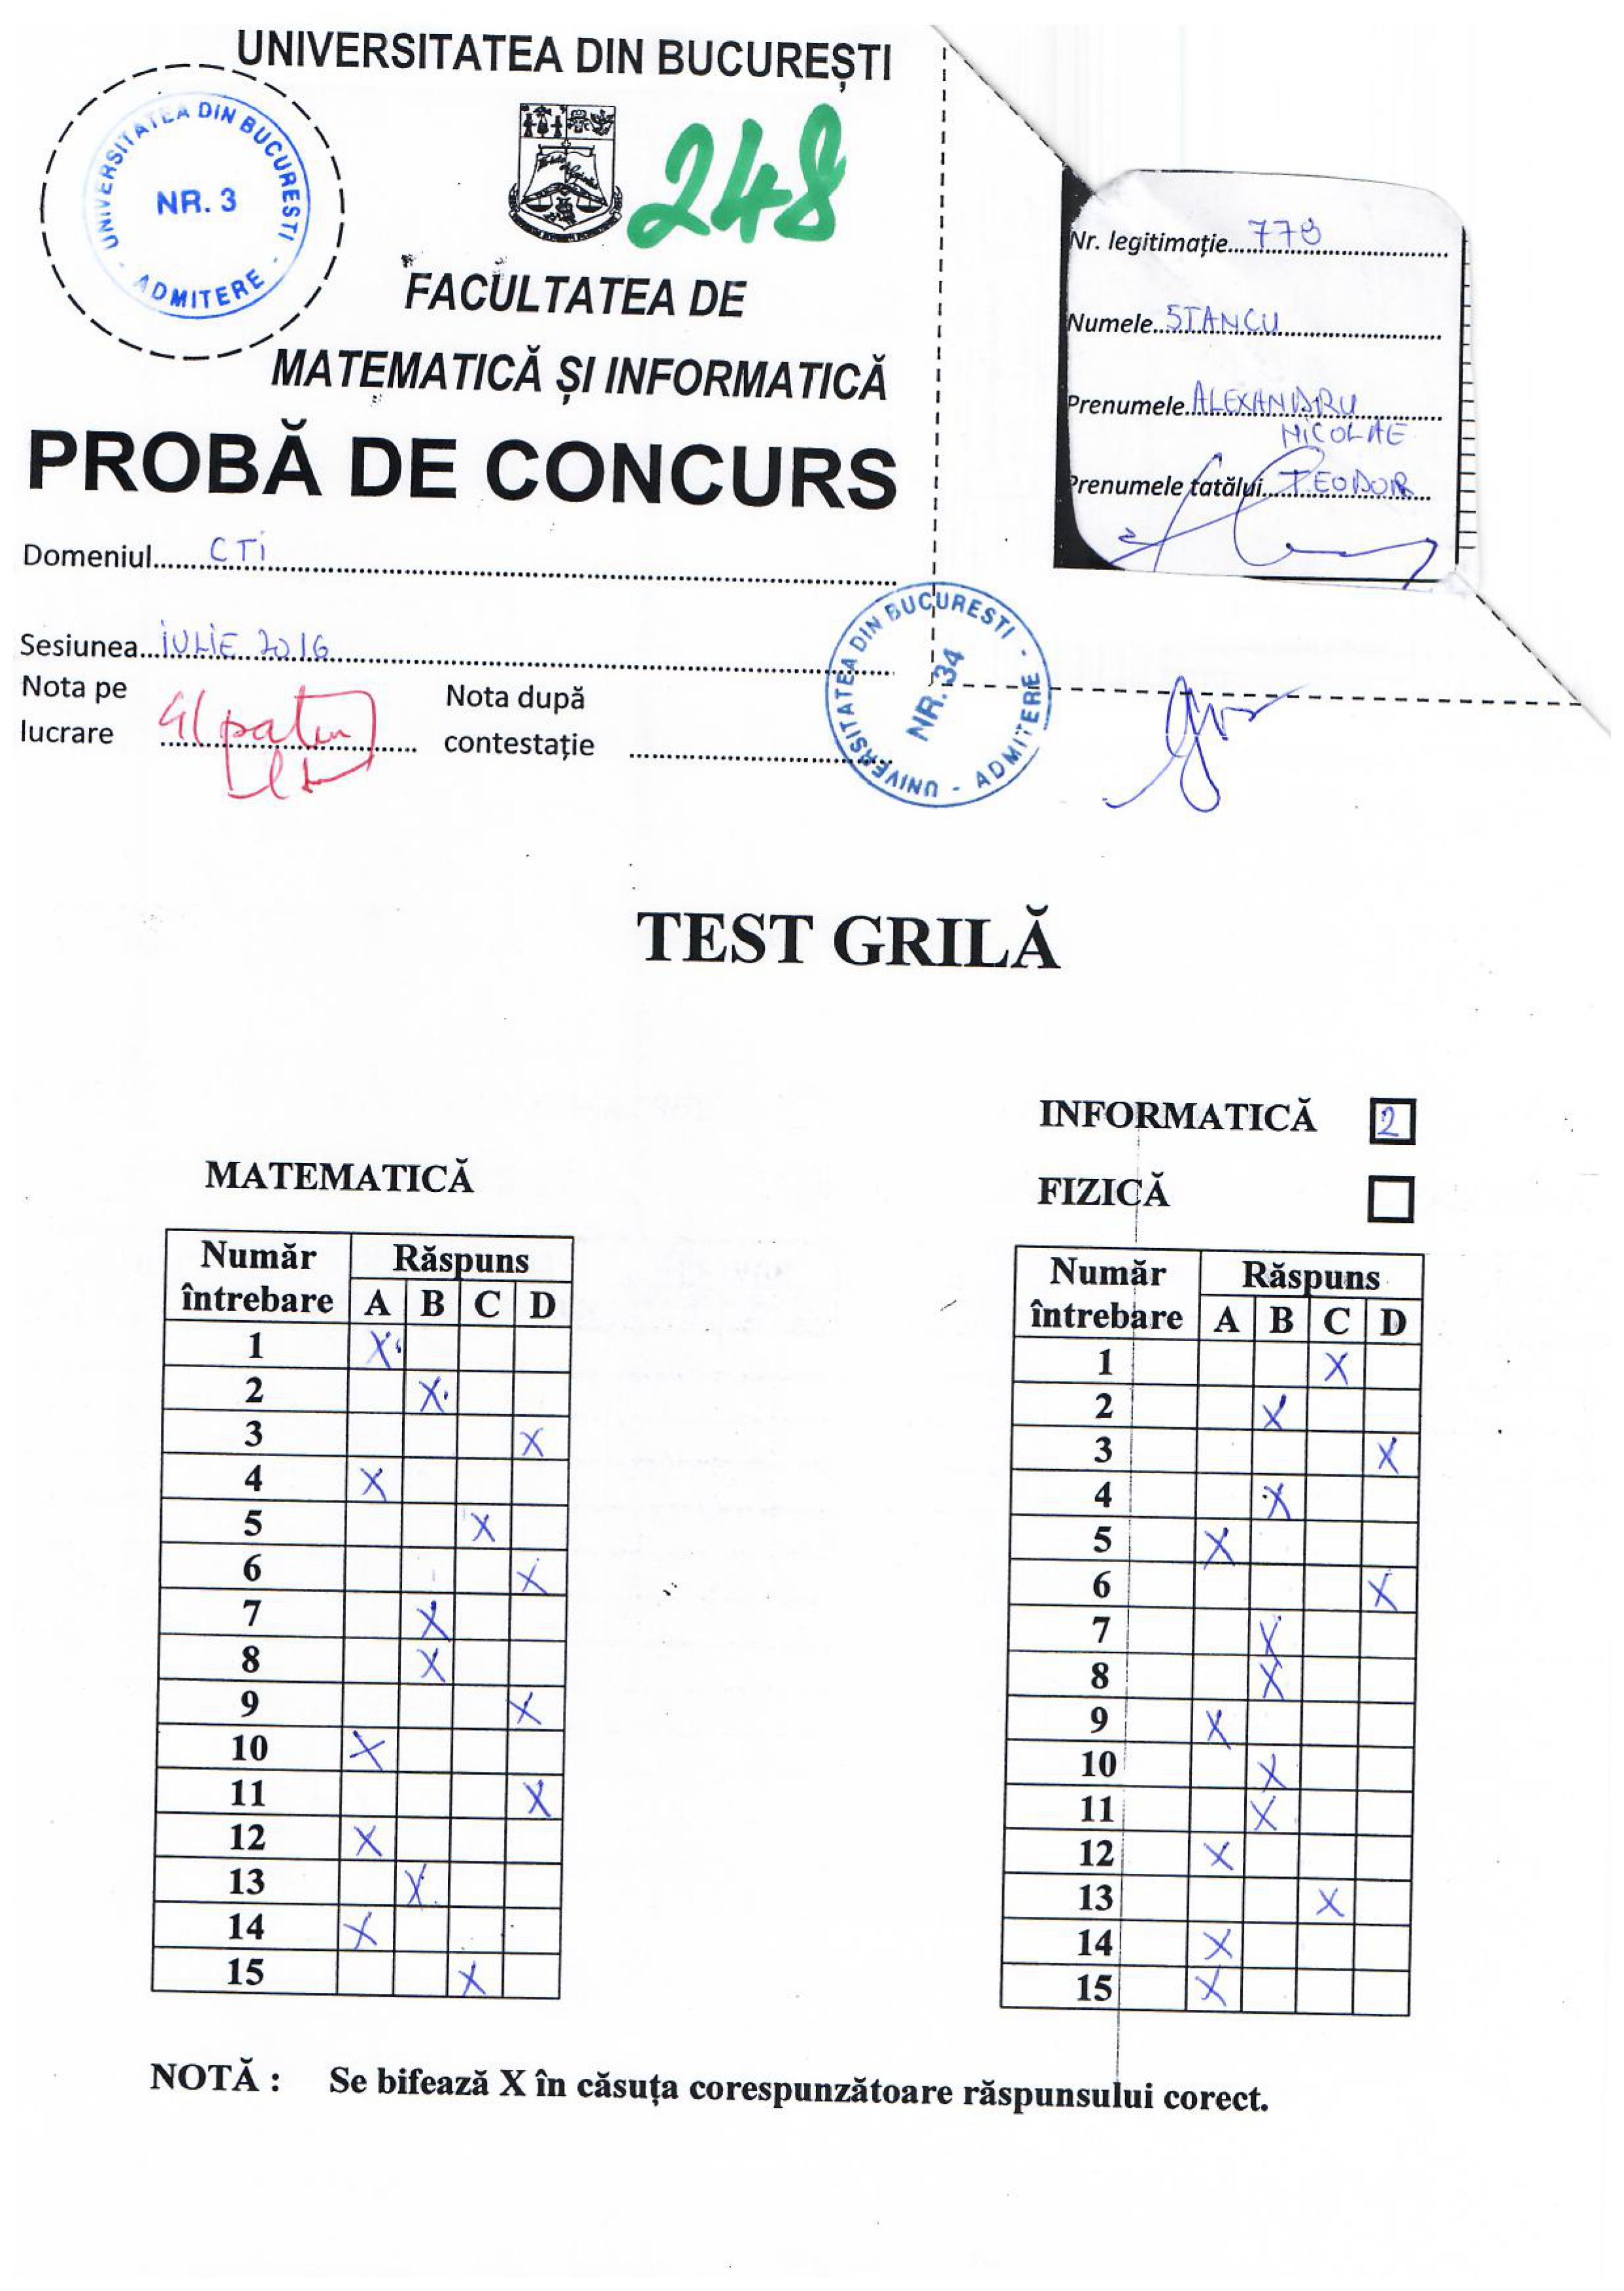 UNIVERSITATEA DIN BUCUREȘTI
UNIVERSITATEA DIN BUCURESTI - ADMITERE -
NR. 3
248
FACULTATEA DE
MATEMATICĂ ȘI INFORMATICĂ
PROBĂ DE CONCURS
Domeniul......CTI
Sesiunea...IULIE 2016
Nota pe lucrare 4(patru)
Nota după contestație
Nr. legitimație...778
Numele...STANCU
Prenumele...ALEXANDRU
NICOLAE
Prenumele tatălui...TEODOR
UNIVERSITATEA DIN BUCURESTI - ADMITERE -
NR. 34
TEST GRILĂ
INFORMATICĂ 2
FIZICĂ
MATEMATICĂ
Număr întrebare Răspuns
A B C D
1 X
2 X
3 X
4 X
5 X
6 X
7 X
8 X
9 X
10 X
11 X
12 X
13 X
14 X
15 X
Număr întrebare Răspuns
A B C D
1 X
2 X
3 X
4 X
5 X
6 X
7 X
8 X
9 X
10 X
11 X
12 X
13 X
14 X
15 X
NOTĂ : Se bifează X în căsuța corespunzătoare răspunsului corect.